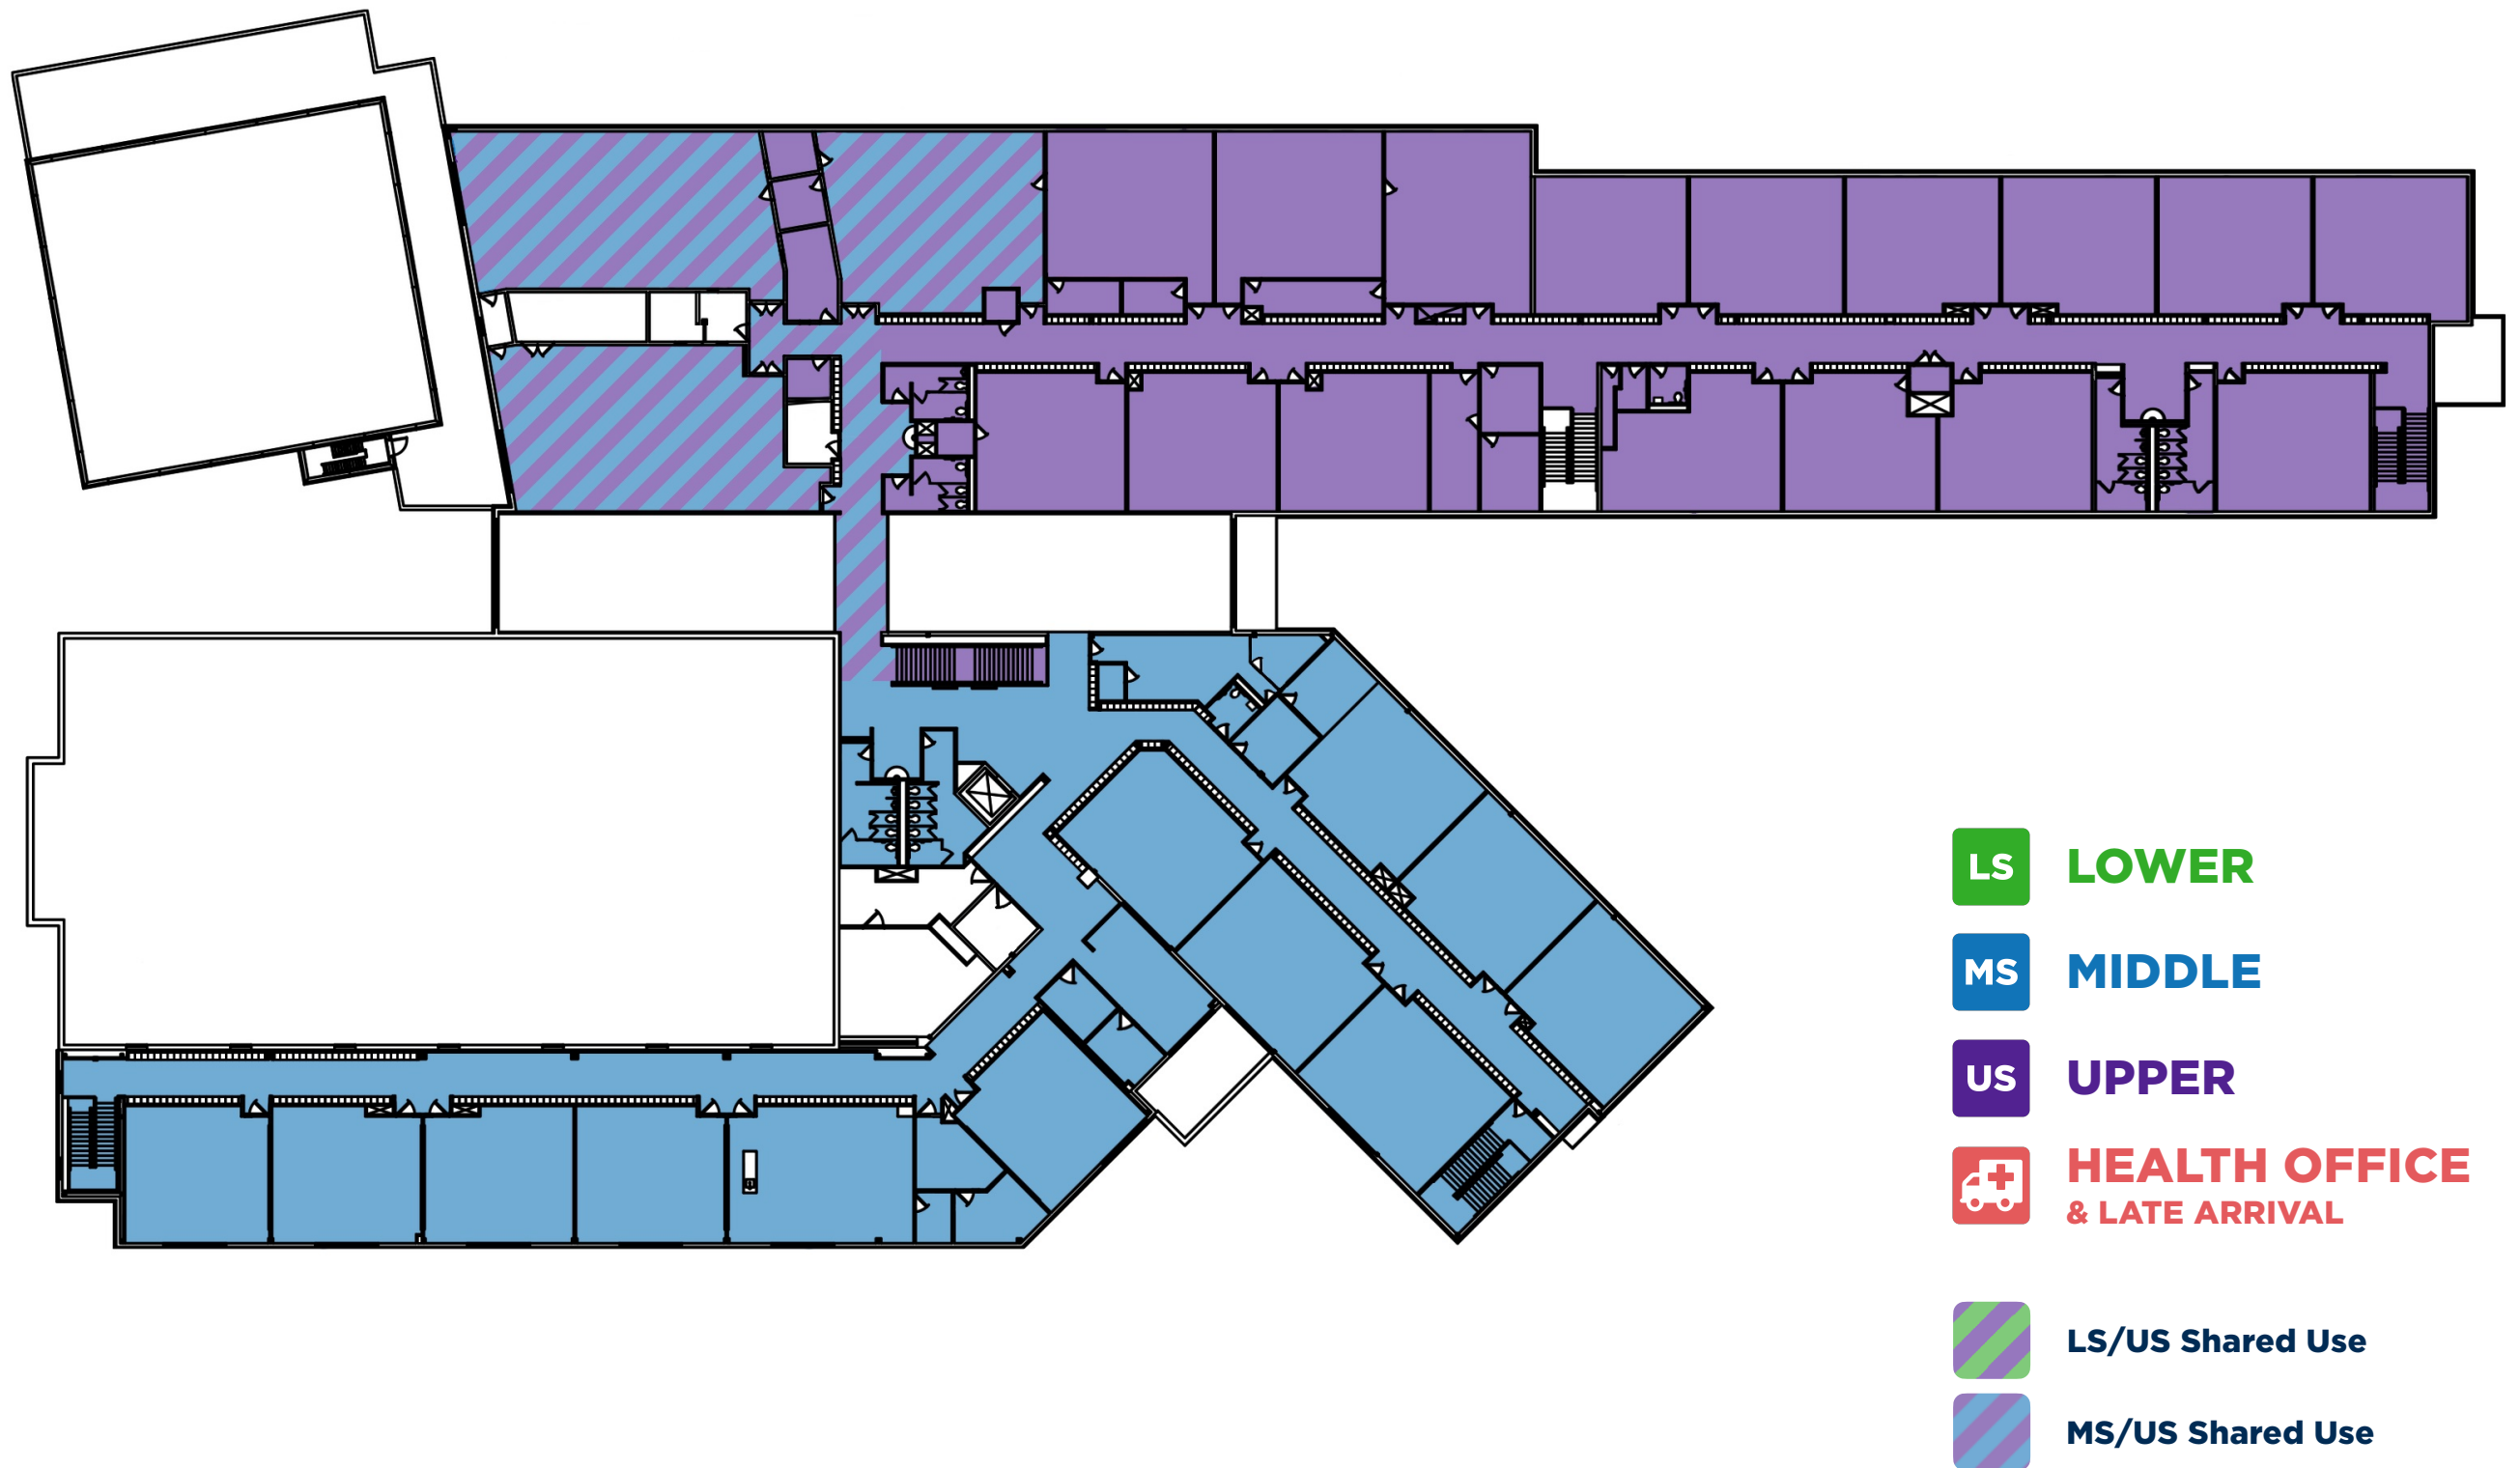 LS LOWER
MS MIDDLE
US UPPER
HEALTH OFFICE
& LATE ARRIVAL
LS/US Shared Use
MS/US Shared Use